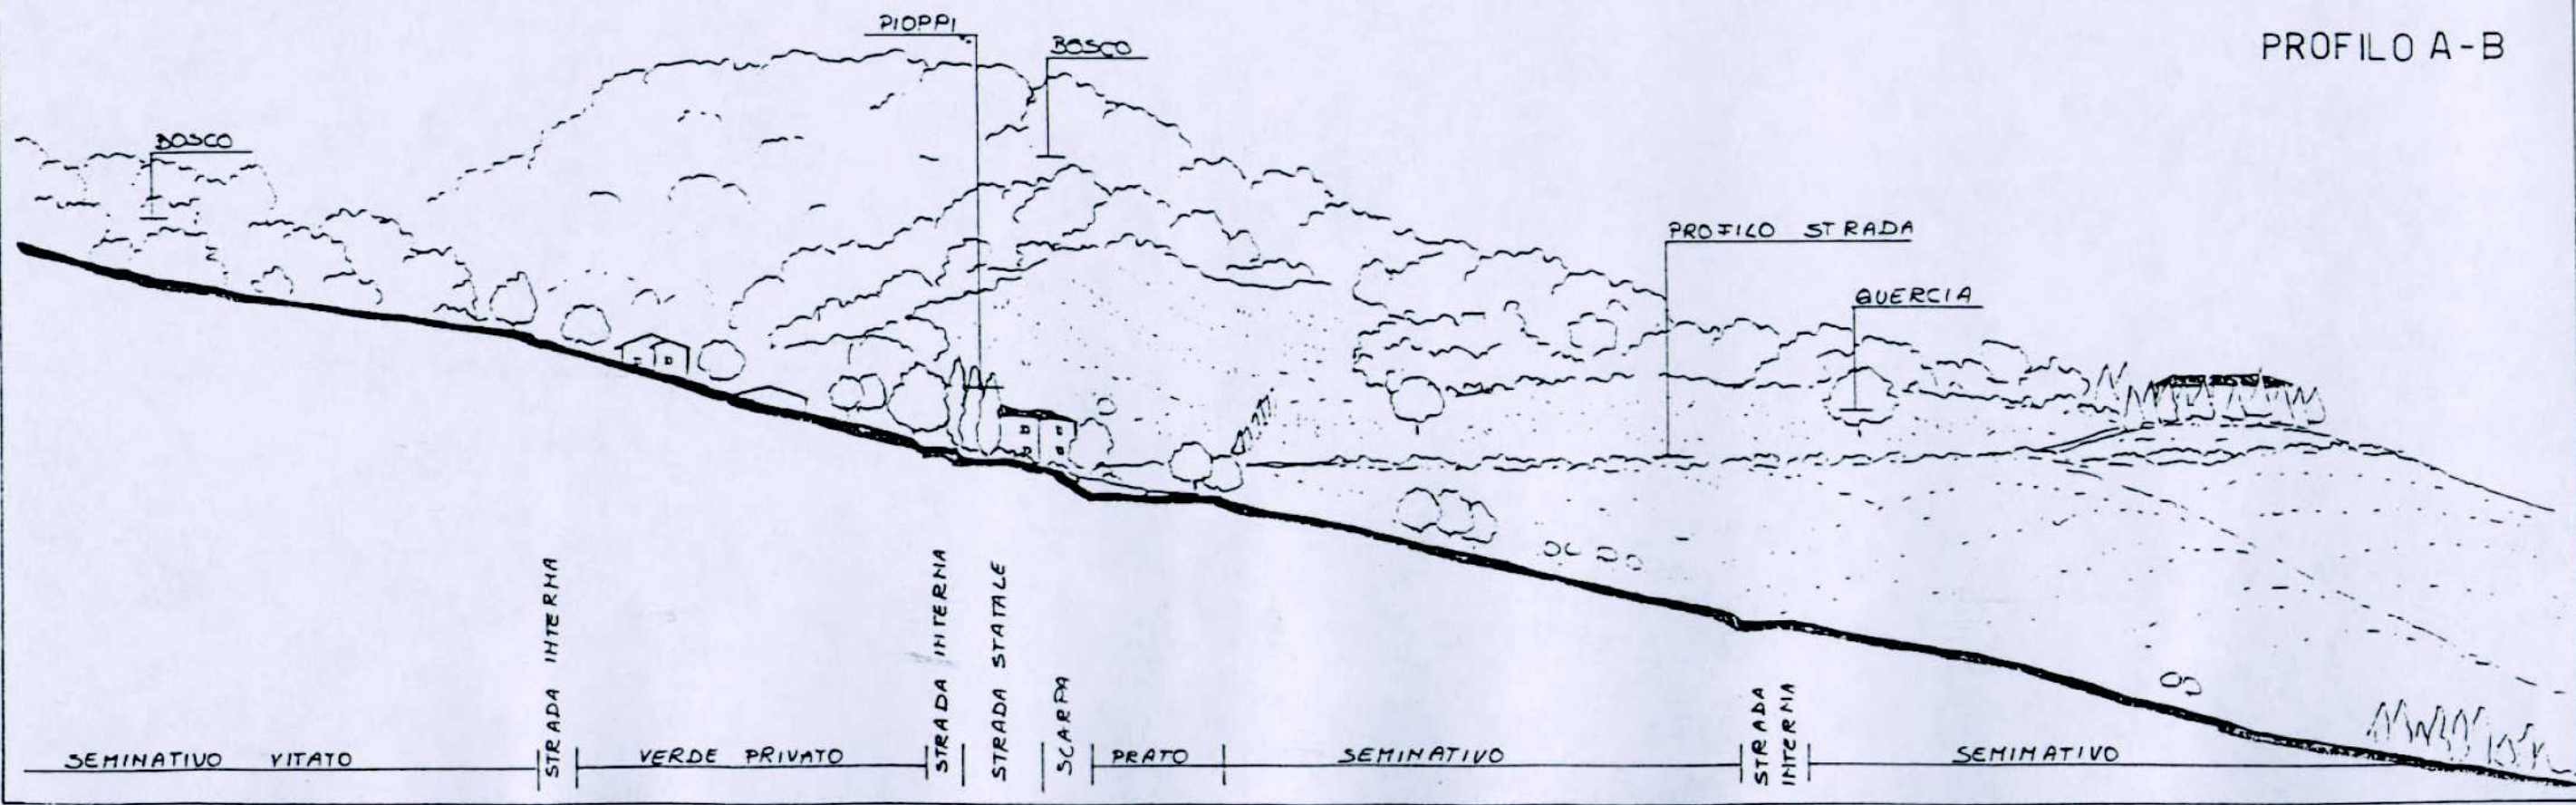 PROFILO A-B
PIOPPI
BOSCO
BOSCO
PROFILO STRADA
QUERCIA
SEMINATIVO VITATO
STRADA INTERNA
VERDE PRIVATO
STRADA INTERNA
STRADA STATALE
SCARPA
PRATO
SEMINATIVO
STRADA
INTERNA
SEMINATIVO